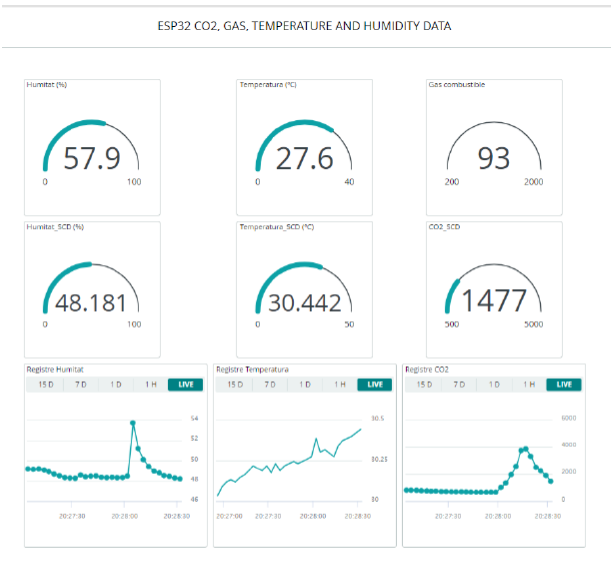 ESP32 CO2, GAS, TEMPERATURE AND HUMIDITY DATA
Humitat (%)
57.9
0 100
Temperatura (°C)
27.6
0 40
Gas combustible
93
200 2000
Humitat_SCD (%)
48.181
0 100
Temperatura_SCD (°C)
30.442
0 50
CO2_SCD
1477
500 5000
Registre Humitat
15 D 7 D 1 D 1 H LIVE
54
52
50
48
46
20:27:30 20:28:00 20:28:30
Registre Temperatura
15 D 7 D 1 D 1 H LIVE
30.5
30.25
30
20:27:00 20:27:30 20:28:00 20:28:30
Registre CO2
15 D 7 D 1 D 1 H LIVE
6000
4000
2000
0
20:27:30 20:28:00 20:28:30